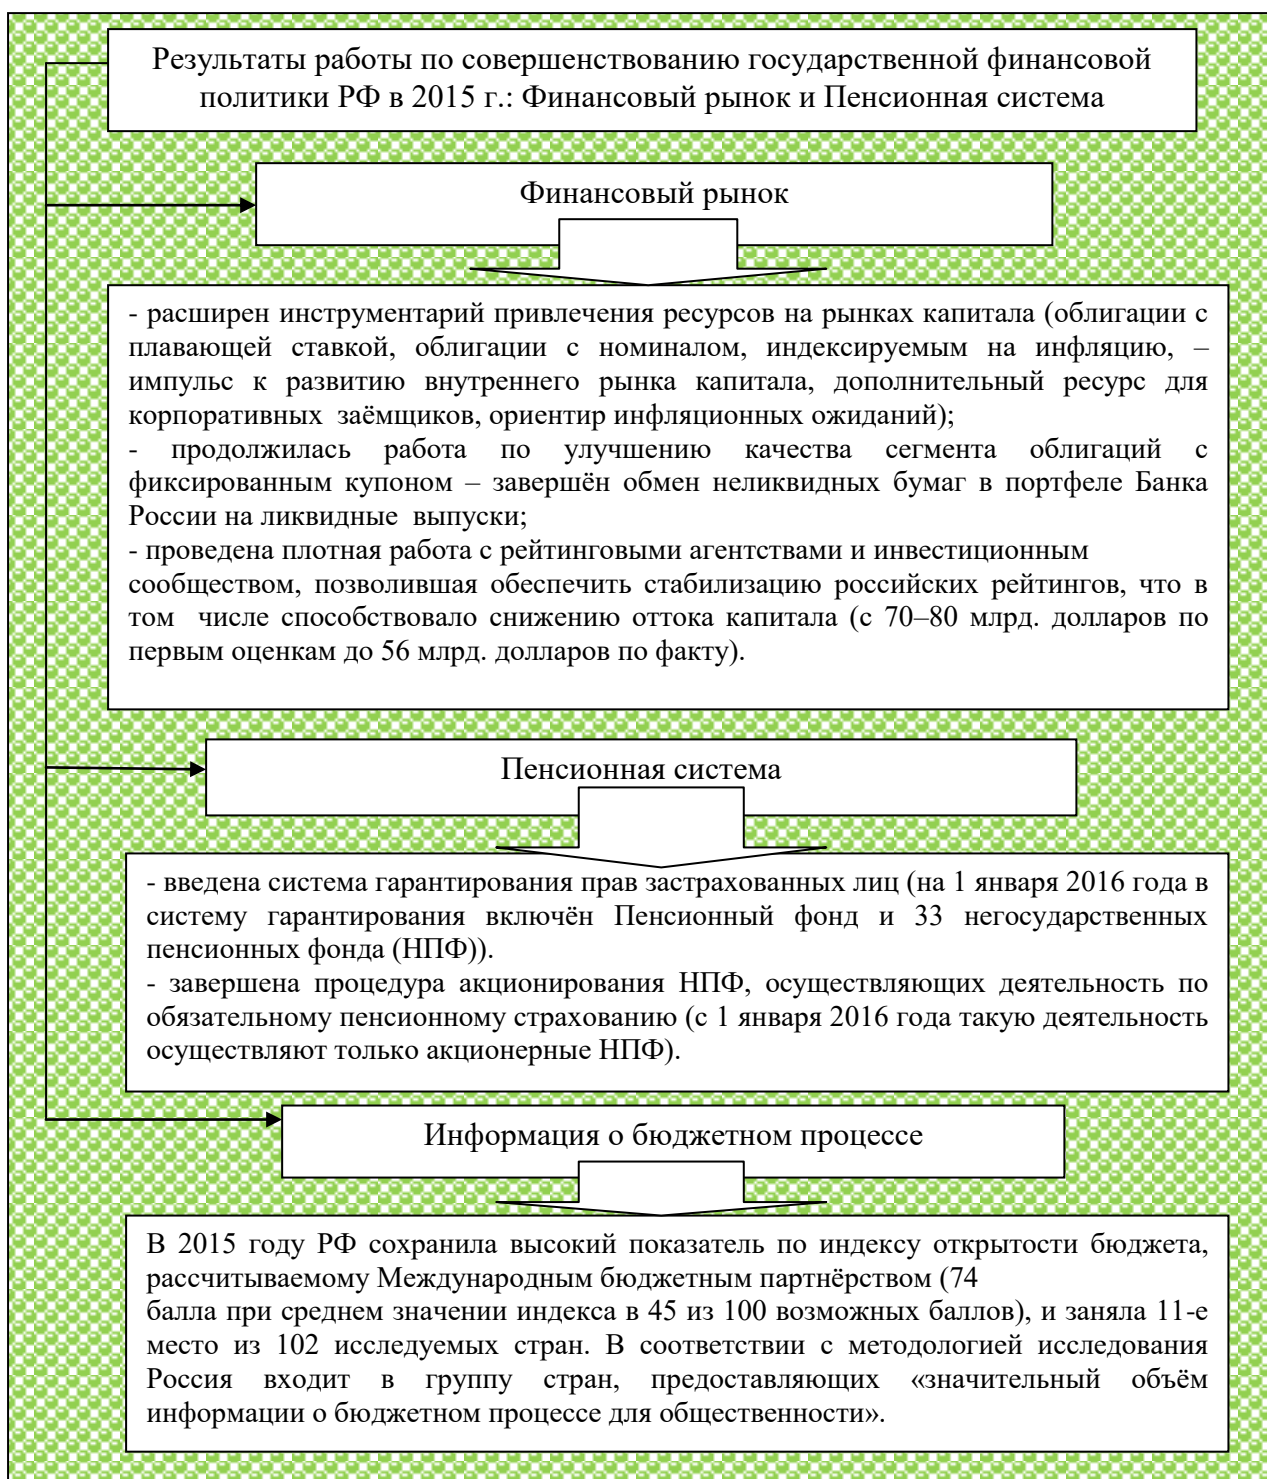 Результаты работы по совершенствованию государственной финансовой
политики РФ в 2015 г.: Финансовый рынок и Пенсионная система
Финансовый рынок
- расширен инструментарий привлечения ресурсов на рынках капитала (облигации с
плавающей ставкой, облигации с номиналом, индексируемым на инфляцию, –
импульс к развитию внутреннего рынка капитала, дополнительный ресурс для
корпоративных заёмщиков, ориентир инфляционных ожиданий);
- продолжилась работа по улучшению качества сегмента облигаций с
фиксированным купоном – завершён обмен неликвидных бумаг в портфеле Банка
России на ликвидные выпуски;
- проведена плотная работа с рейтинговыми агентствами и инвестиционным
сообществом, позволившая обеспечить стабилизацию российских рейтингов, что в
том числе способствовало снижению оттока капитала (с 70–80 млрд. долларов по
первым оценкам до 56 млрд. долларов по факту).
Пенсионная система
- введена система гарантирования прав застрахованных лиц (на 1 января 2016 года в
систему гарантирования включён Пенсионный фонд и 33 негосударственных
пенсионных фонда (НПФ)).
- завершена процедура акционирования НПФ, осуществляющих деятельность по
обязательному пенсионному страхованию (с 1 января 2016 года такую деятельность
осуществляют только акционерные НПФ).
Информация о бюджетном процессе
В 2015 году РФ сохранила высокий показатель по индексу открытости бюджета,
рассчитываемому Международным бюджетным партнёрством (74
балла при среднем значении индекса в 45 из 100 возможных баллов), и заняла 11-е
место из 102 исследуемых стран. В соответствии с методологией исследования
Россия входит в группу стран, предоставляющих «значительный объём
информации о бюджетном процессе для общественности».